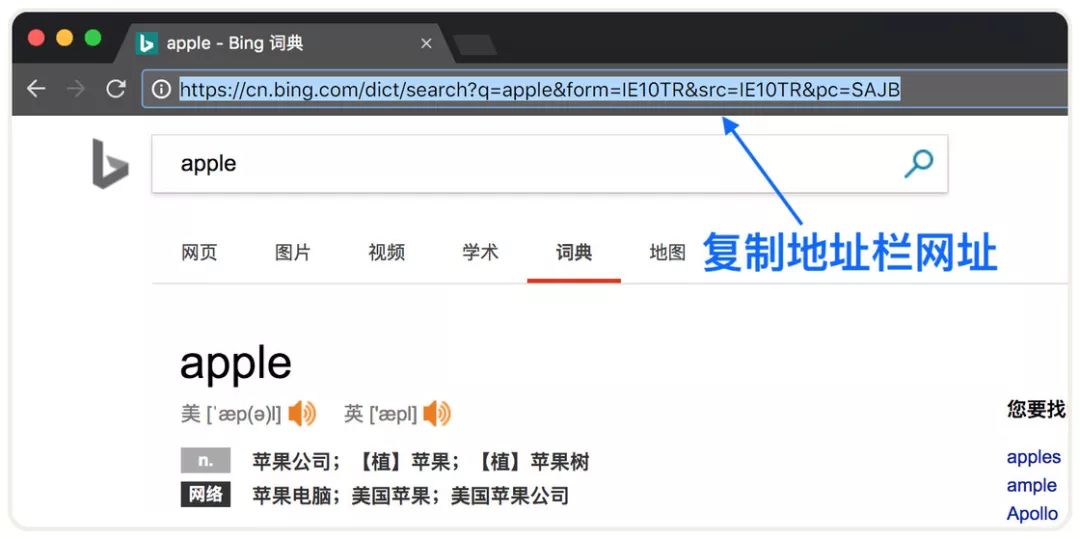 apple - Bing 词典
https://cn.bing.com/dict/search?q=apple&form=IE10TR&src=IE10TR&pc=SAJB
apple
网页 图片 视频 学术 词典 地图
复制地址栏网址
apple
美 [ˈæp(ə)l] 英 ['æpl]
n. 苹果公司；【植】苹果；【植】苹果树
网络 苹果电脑；美国苹果；美国苹果公司
您要找
apples
ample
Apollo